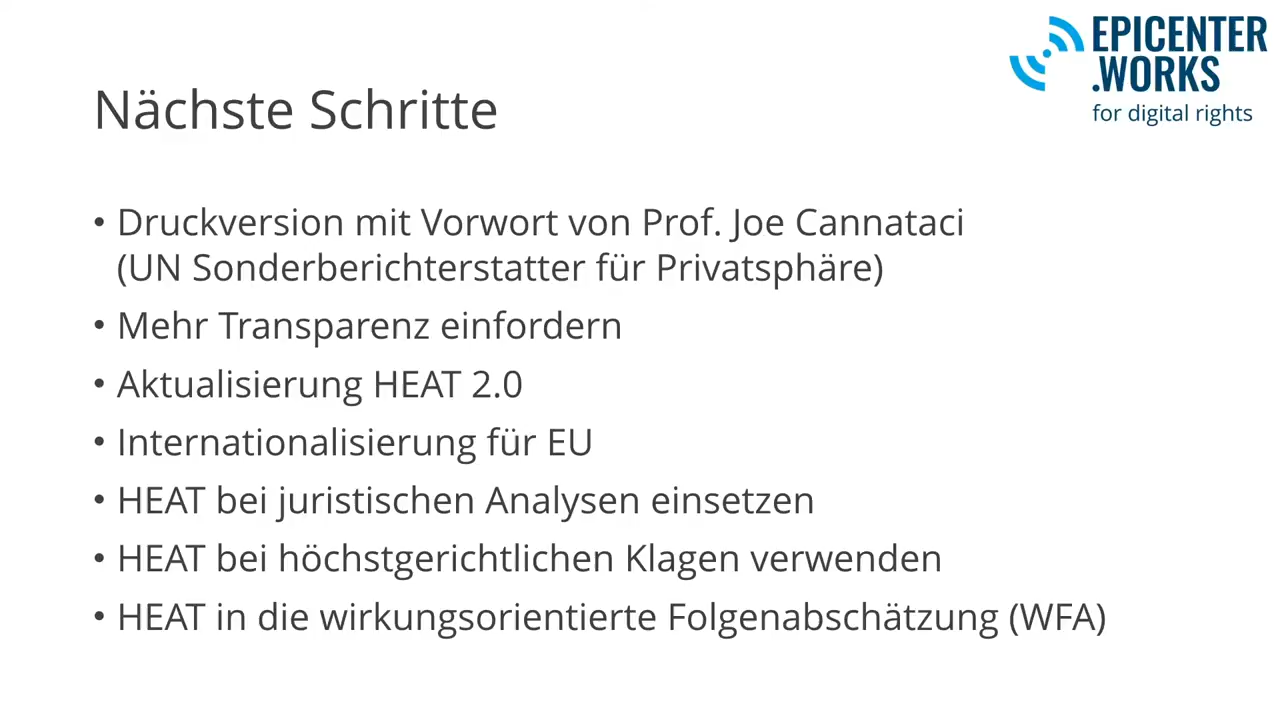 EPICENTER
.WORKS
for digital rights
Nächste Schritte
• Druckversion mit Vorwort von Prof. Joe Cannataci
(UN Sonderberichterstatter für Privatsphäre)
• Mehr Transparenz einfordern
• Aktualisierung HEAT 2.0
• Internationalisierung für EU
• HEAT bei juristischen Analysen einsetzen
• HEAT bei höchstgerichtlichen Klagen verwenden
• HEAT in die wirkungsorientierte Folgenabschätzung (WFA)